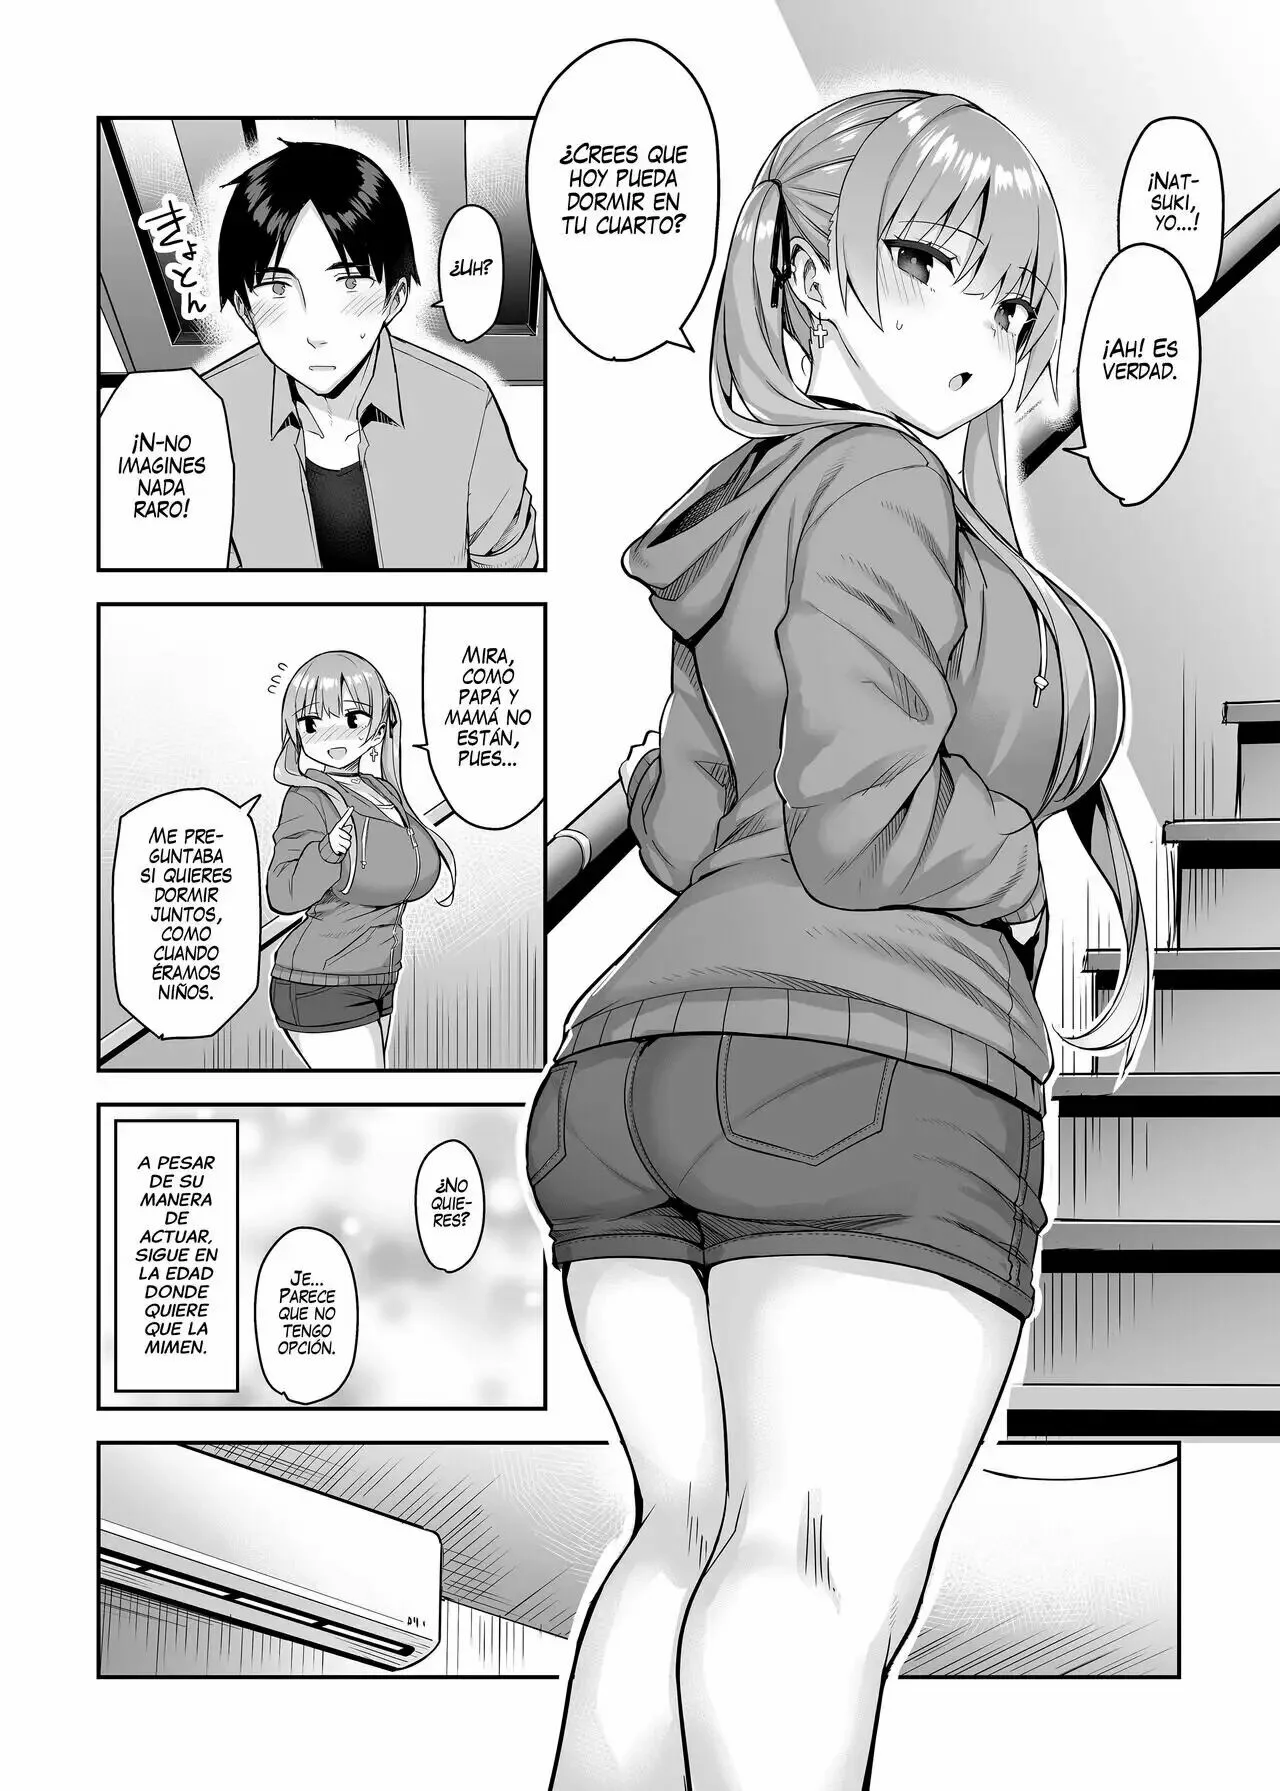 ¡NAT-
SUKI,
YO...!
¡AH! ES
VERDAD.
¿CREES QUE
HOY PUEDA
DORMIR EN
TU CUARTO?
¿UH?
きょとん
¡N-NO
IMAGINES
NADA
RARO!
MIRA,
COMO
PAPÁ Y
MAMÁ NO
ESTÁN,
PUES...
ME PRE-
GUNTABA
SI QUIERES
DORMIR
JUNTOS,
COMO
CUANDO
ÉRAMOS
NIÑOS.
¿NO
QUIE-
RES?
JE...
PARECE
QUE NO
TENGO
OPCIÓN.
A PESAR
DE SU
MANERA
DE
ACTUAR,
SIGUE EN
LA EDAD
DONDE
QUIERE
QUE LA
MIMEN.